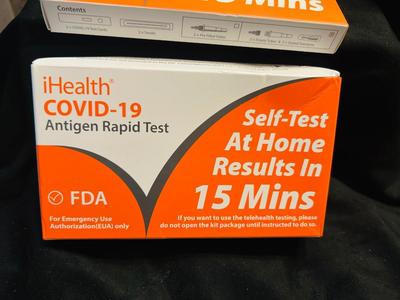 15 Mins
Contents
iHealth®
COVID-19
Antigen Rapid Test
Self-Test
At Home
Results In
15 Mins
FDA
For Emergency Use
Authorization(EUA) only
If you want to use the telehealth testing, please
do not open the kit package until instructed to do so.